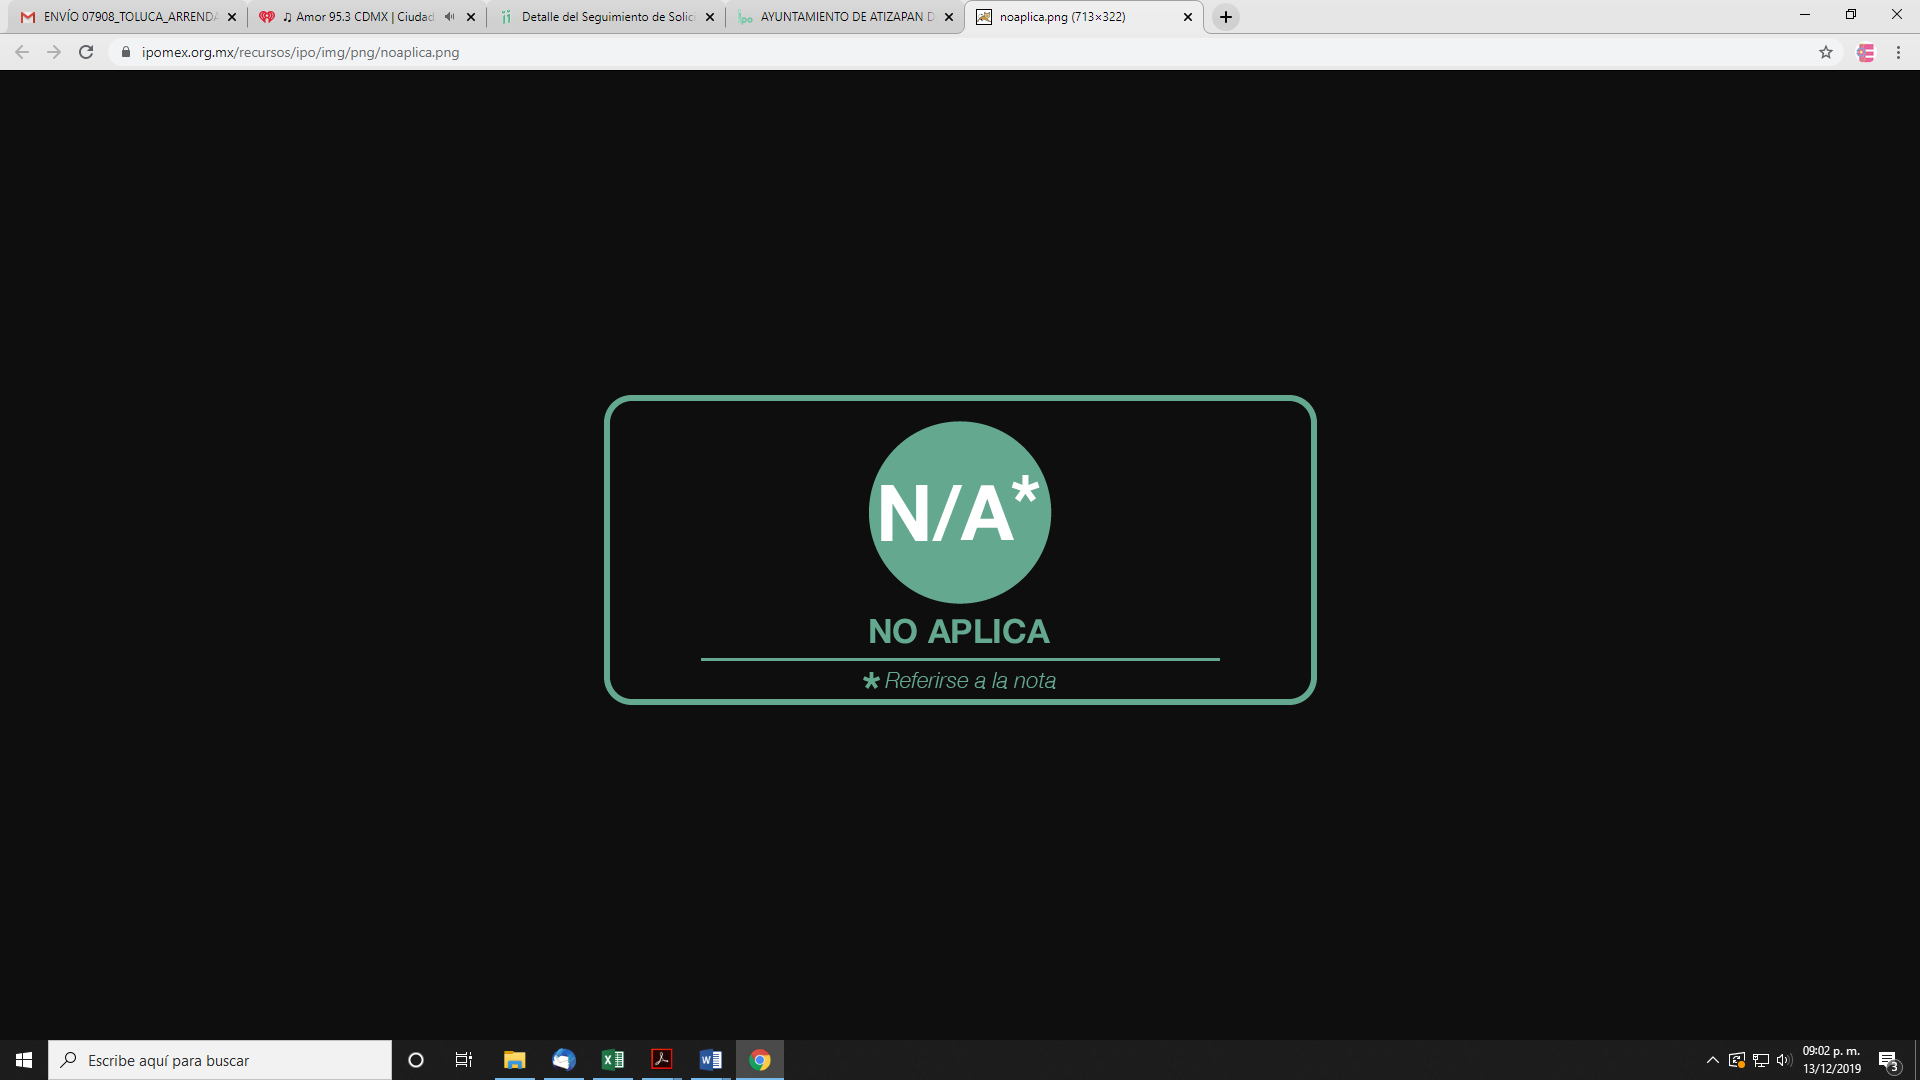 ENVÍO 07908_TOLUCA_ARRENDA
♫ Amor 95.3 CDMX | Ciudad
Detalle del Seguimiento de Solici
AYUNTAMIENTO DE ATIZAPAN D
noaplica.png (713×322)
ipomex.org.mx/recursos/ipo/img/png/noaplica.png
N/A*
NO APLICA
* Referirse a la nota
Escribe aquí para buscar
09:02 p. m.
13/12/2019
3